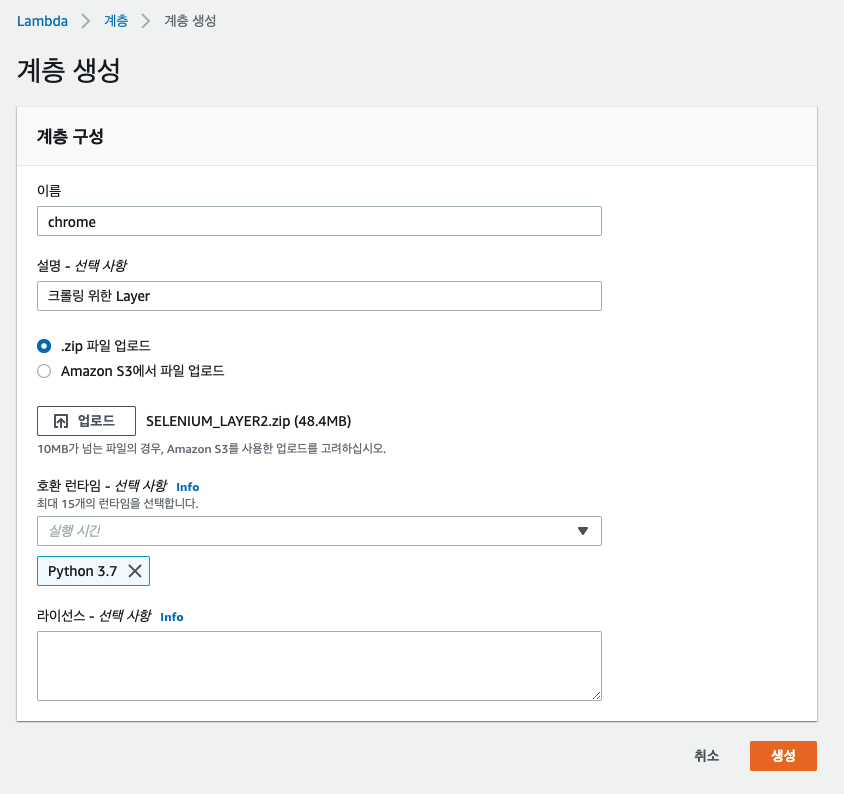 Lambda > 계층 > 계층 생성
계층 생성
계층 구성
이름
chrome
설명 - 선택 사항
크롤링 위한 Layer
.zip 파일 업로드
Amazon S3에서 파일 업로드
업로드 SELENIUM_LAYER2.zip (48.4MB)
10MB가 넘는 파일의 경우, Amazon S3를 사용한 업로드를 고려하십시오.
호환 런타임 - 선택 사항 Info
최대 15개의 런타임을 선택합니다.
실행 시간
Python 3.7
라이선스 - 선택 사항 Info
취소 생성